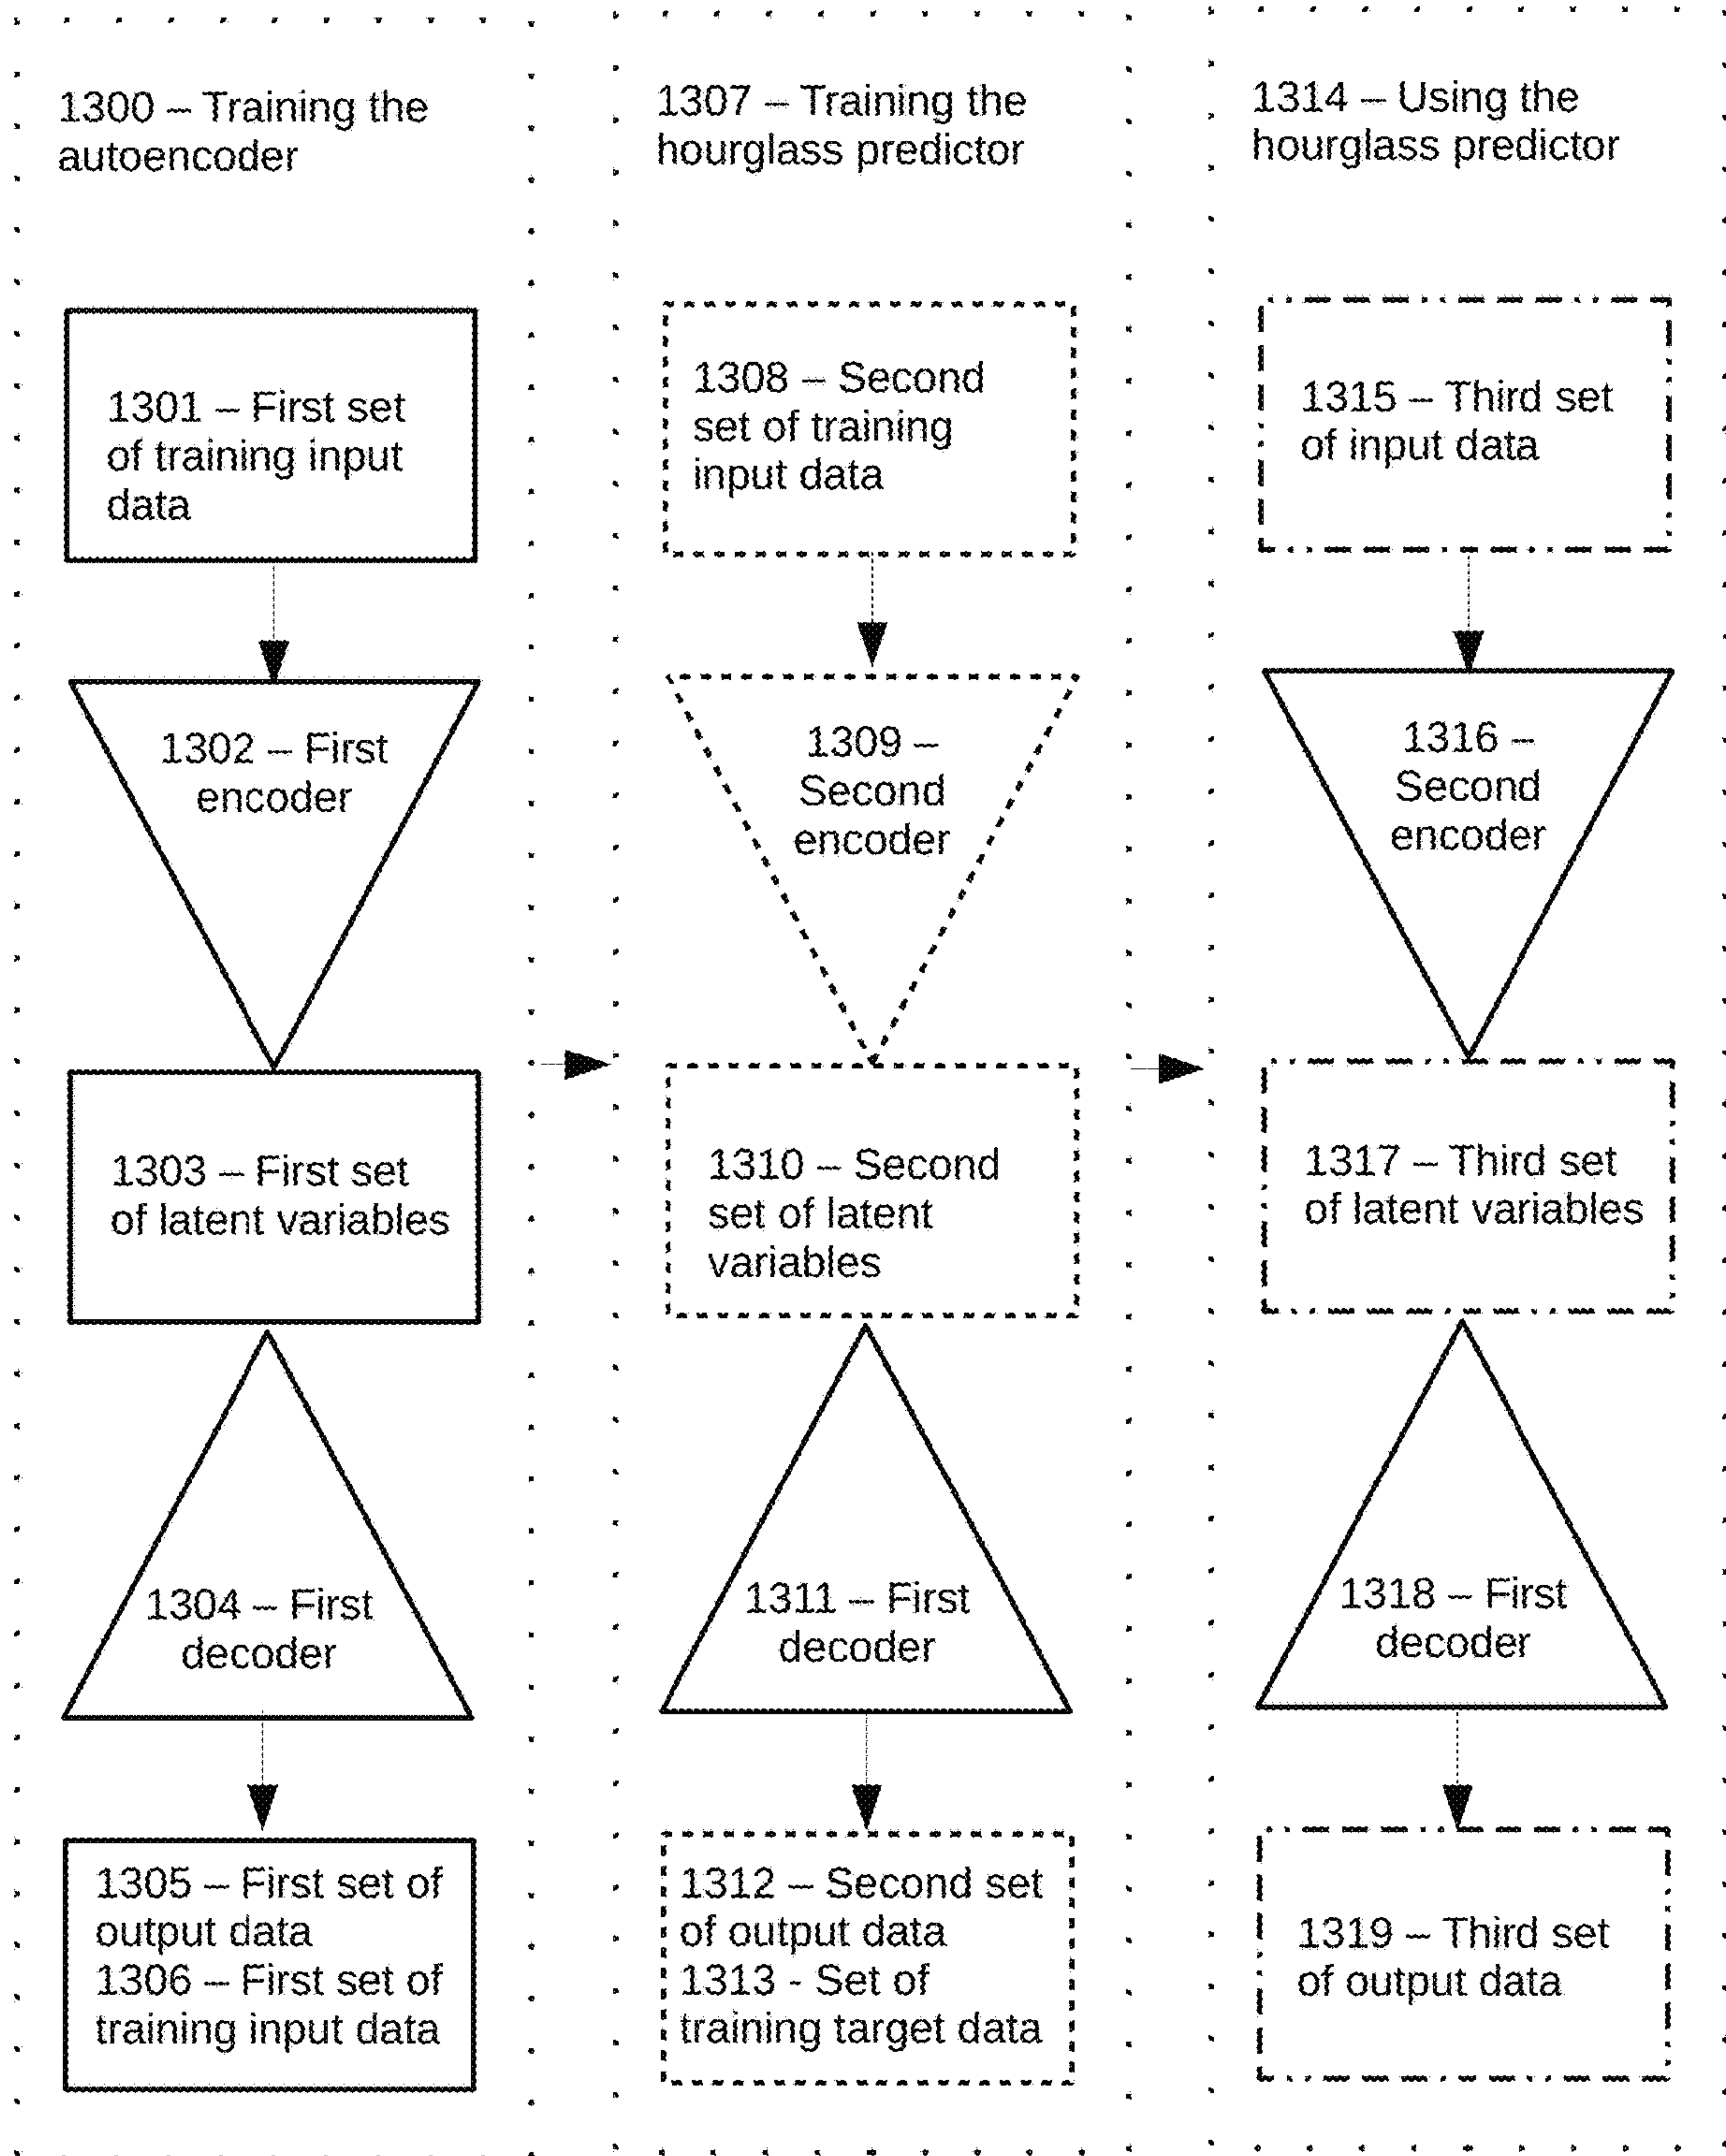 1300 – Training the
autoencoder
1301 – First set
of training input
data
1302 – First
encoder
1303 – First set
of latent variables
1304 – First
decoder
1305 – First set of
output data
1306 – First set of
training input data
1307 – Training the
hourglass predictor
1308 – Second
set of training
input data
1309 –
Second
encoder
1310 – Second
set of latent
variables
1311 – First
decoder
1312 – Second set
of output data
1313 - Set of
training target data
1314 – Using the
hourglass predictor
1315 – Third set
of input data
1316 –
Second
encoder
1317 – Third set
of latent variables
1318 – First
decoder
1319 – Third set
of output data